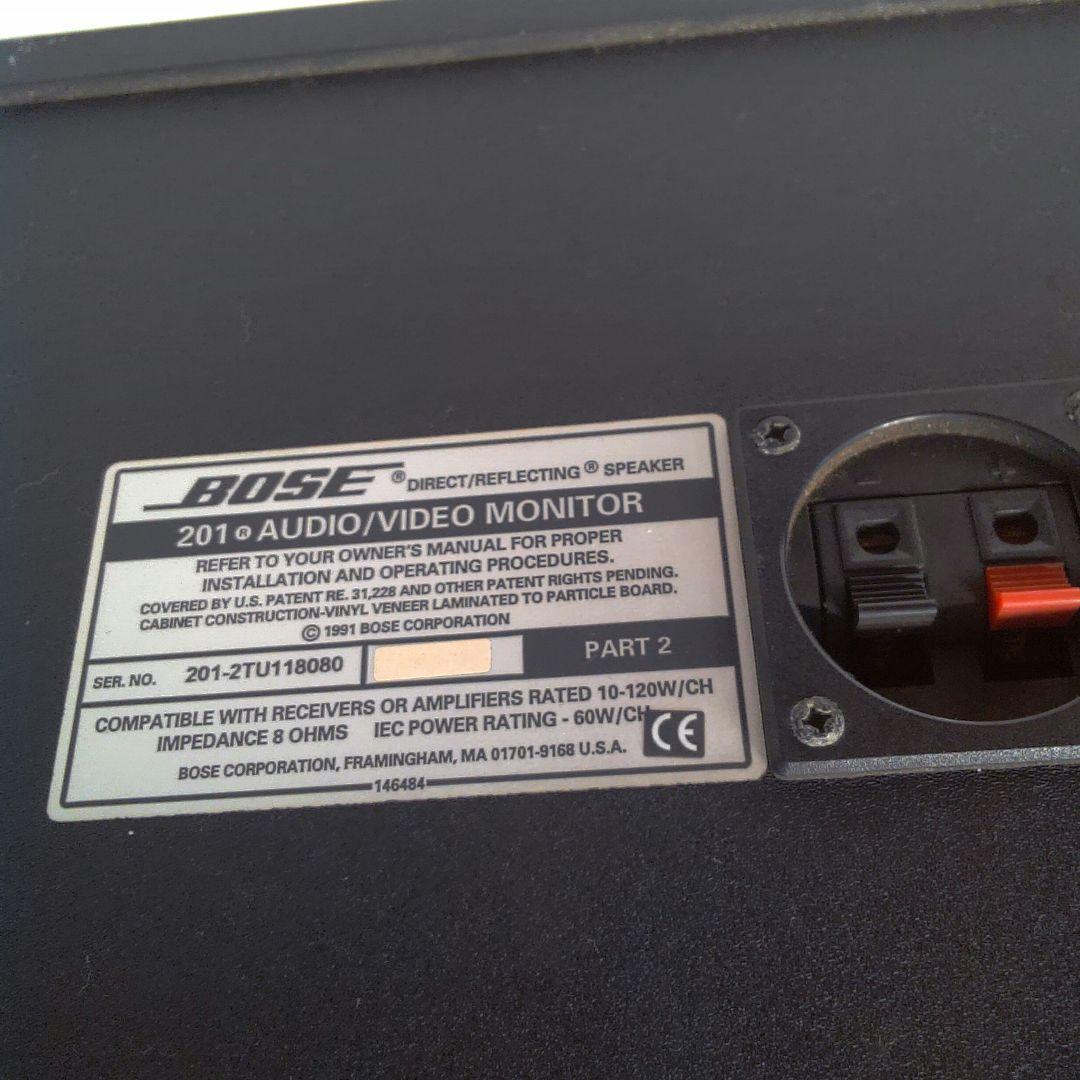 BOSE® DIRECT/REFLECTING® SPEAKER
201® AUDIO/VIDEO MONITOR
REFER TO YOUR OWNER'S MANUAL FOR PROPER
INSTALLATION AND OPERATING PROCEDURES.
COVERED BY U.S. PATENT RE. 31,228 AND OTHER PATENT RIGHTS PENDING.
CABINET CONSTRUCTION-VINYL VENEER LAMINATED TO PARTICLE BOARD.
© 1991 BOSE CORPORATION
SER. NO. 201-2TU118080 PART 2
COMPATIBLE WITH RECEIVERS OR AMPLIFIERS RATED 10-120W/CH
IMPEDANCE 8 OHMS IEC POWER RATING - 60W/CH
CE
BOSE CORPORATION, FRAMINGHAM, MA 01701-9168 U.S.A.
146484
- +